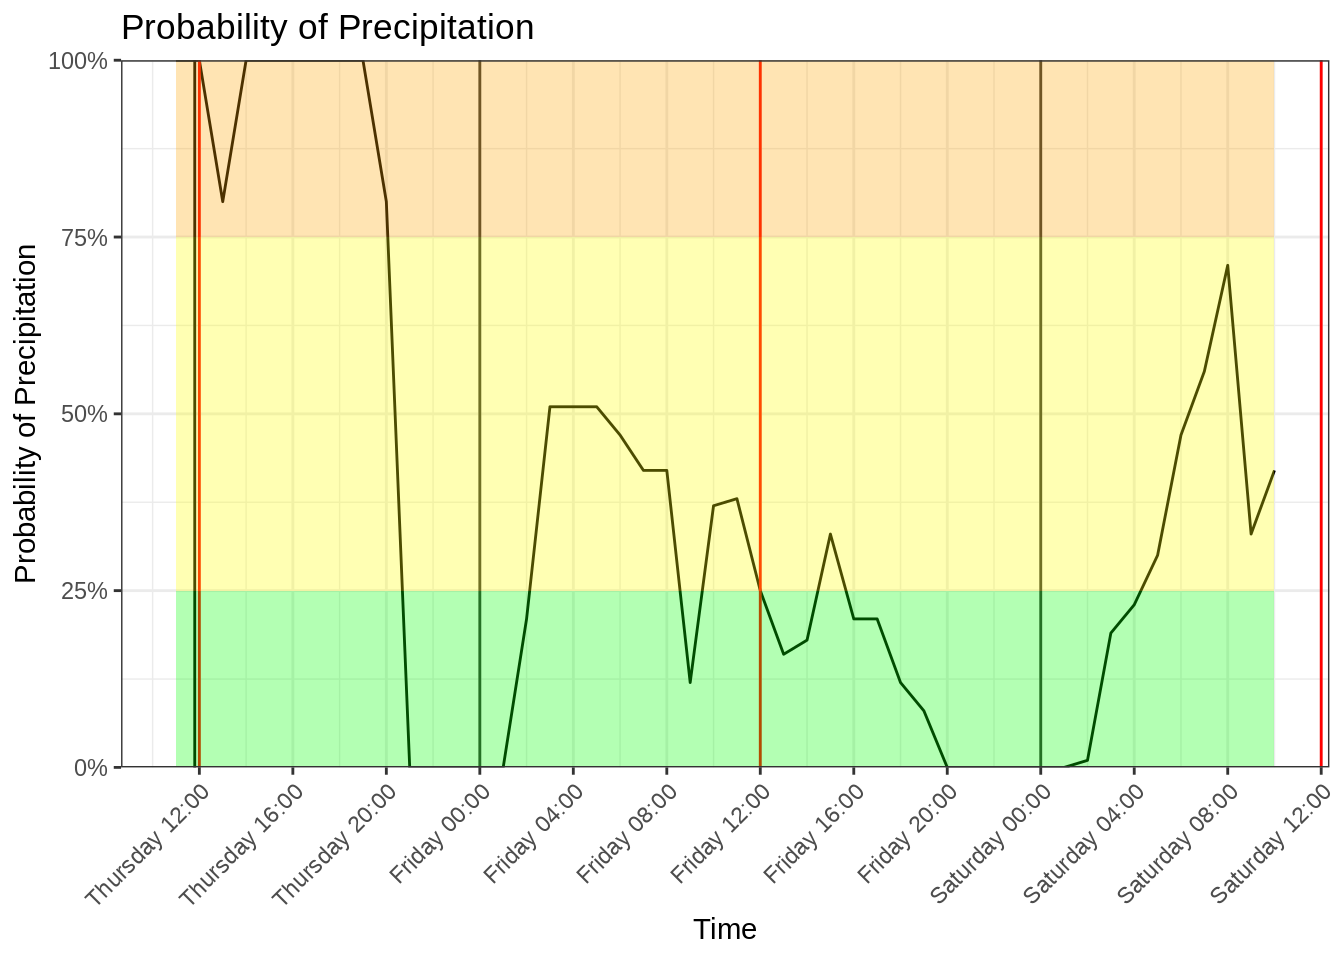 Probability of Precipitation
Probability of Precipitation
100%
75%
50%
25%
0%
Thursday 12:00
Thursday 16:00
Thursday 20:00
Friday 00:00
Friday 04:00
Friday 08:00
Friday 12:00
Friday 16:00
Friday 20:00
Saturday 00:00
Saturday 04:00
Saturday 08:00
Saturday 12:00
Time